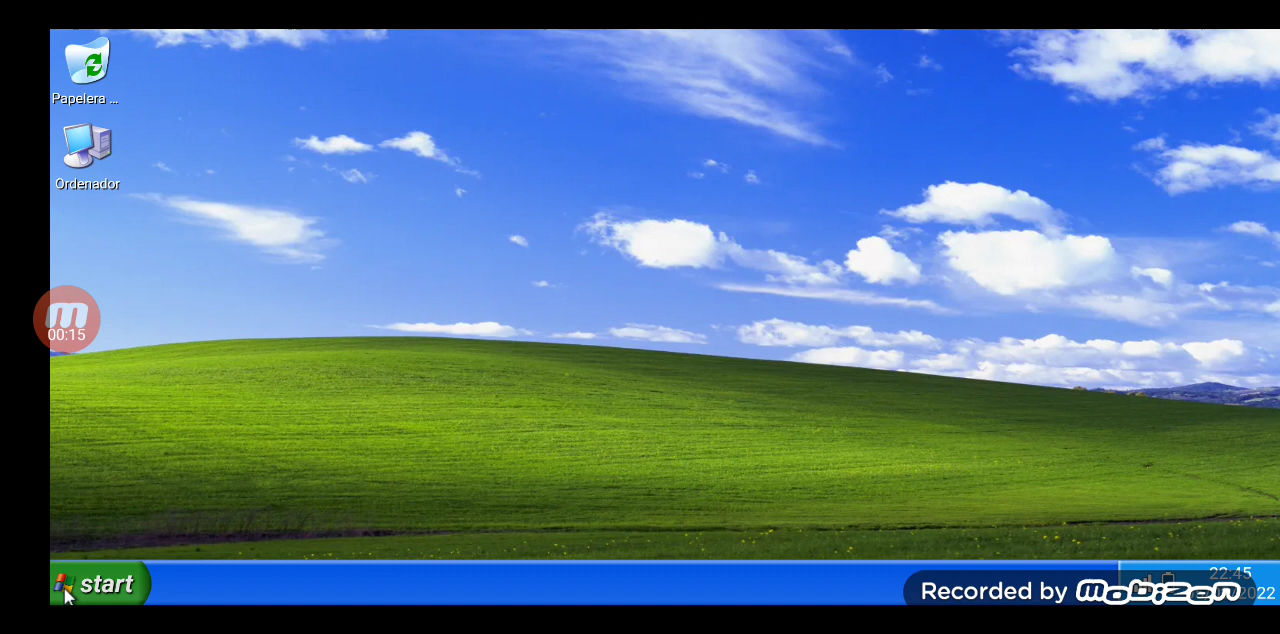 Papelera ...
Ordenador
00:15
start
22:45
2022
Recorded by mobizen